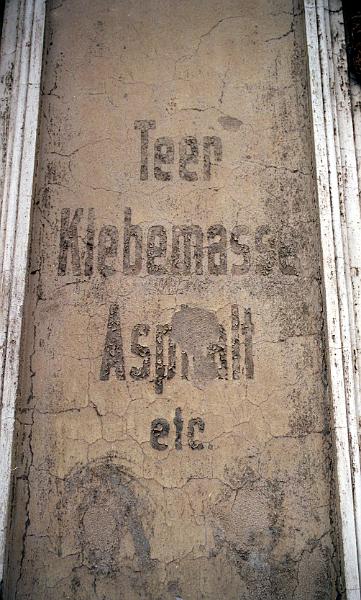 Teer
Klebemasse
Asphalt
etc.